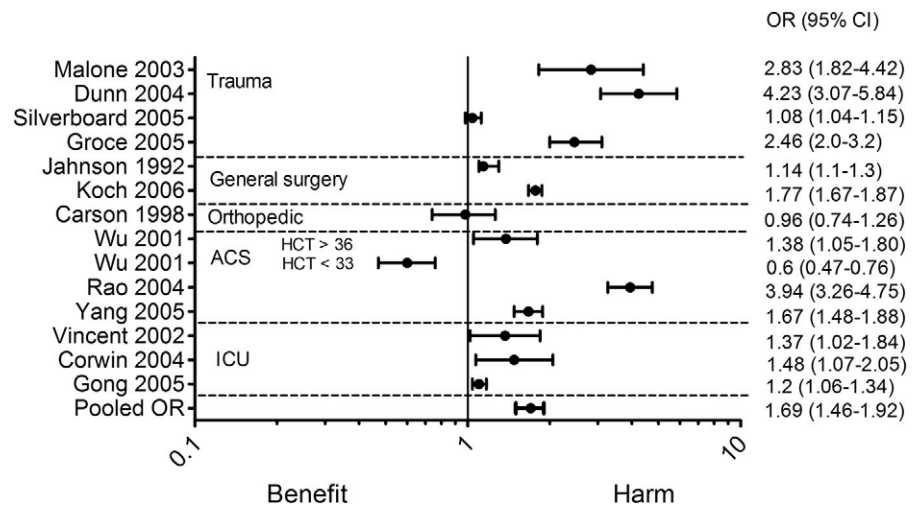 OR (95% CI)
Malone 2003 Trauma 2.83 (1.82-4.42)
Dunn 2004 4.23 (3.07-5.84)
Silverboard 2005 1.08 (1.04-1.15)
Groce 2005 2.46 (2.0-3.2)
Jahnson 1992 General surgery 1.14 (1.1-1.3)
Koch 2006 1.77 (1.67-1.87)
Carson 1998 Orthopedic 0.96 (0.74-1.26)
Wu 2001 ACS HCT > 36 1.38 (1.05-1.80)
Wu 2001 HCT < 33 0.6 (0.47-0.76)
Rao 2004 3.94 (3.26-4.75)
Yang 2005 1.67 (1.48-1.88)
Vincent 2002 ICU 1.37 (1.02-1.84)
Corwin 2004 1.48 (1.07-2.05)
Gong 2005 1.2 (1.06-1.34)
Pooled OR 1.69 (1.46-1.92)
0.1 1 10
Benefit Harm